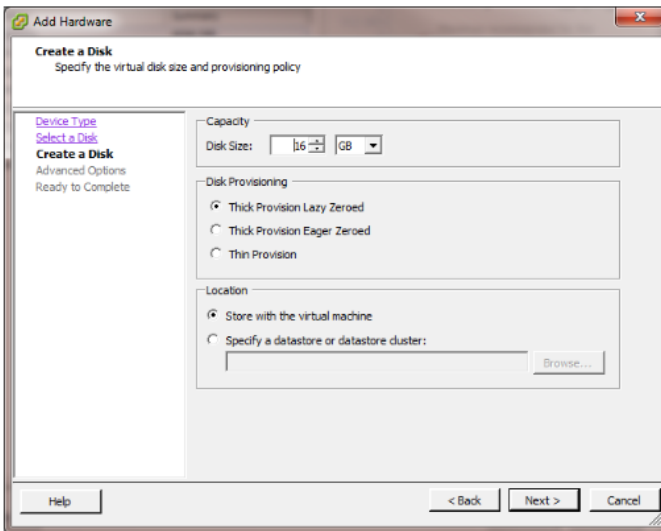 Add Hardware
Create a Disk
Specify the virtual disk size and provisioning policy
Device Type
Select a Disk
Create a Disk
Advanced Options
Ready to Complete
Capacity
Disk Size: 16 GB
Disk Provisioning
Thick Provision Lazy Zeroed
Thick Provision Eager Zeroed
Thin Provision
Location
Store with the virtual machine
Specify a datastore or datastore cluster:
Browse...
Help
< Back
Next >
Cancel